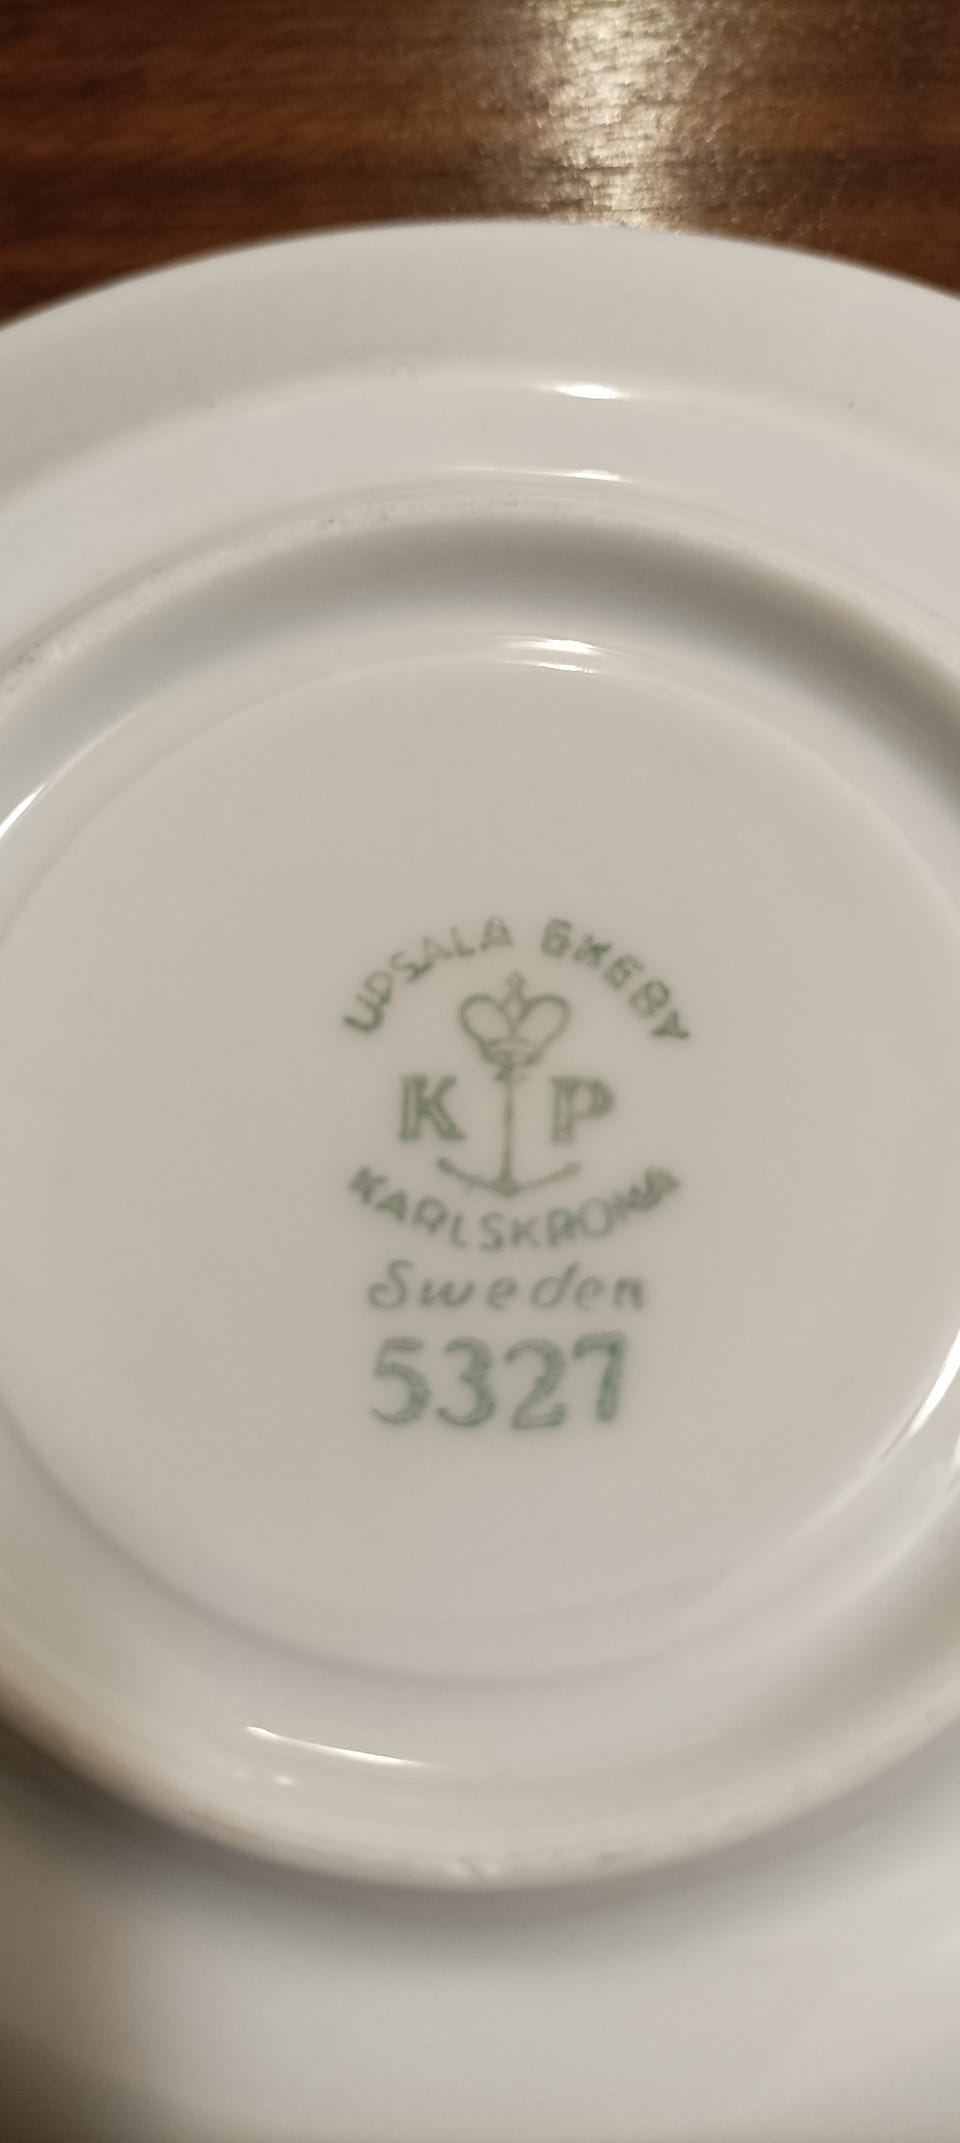 UPSALA EKEBY
K P
KARLSKRONA
Sweden
5327